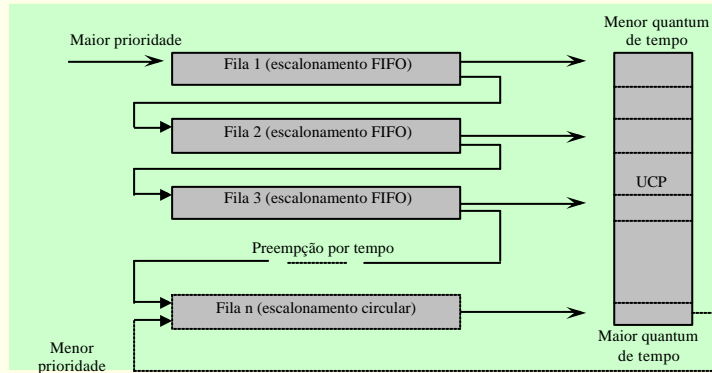 Menor quantum
de tempo
Maior prioridade
Fila 1 (escalonamento FIFO)
Fila 2 (escalonamento FIFO)
Fila 3 (escalonamento FIFO)
UCP
Preempção por tempo
Fila n (escalonamento circular)
Menor
prioridade
Maior quantum
de tempo